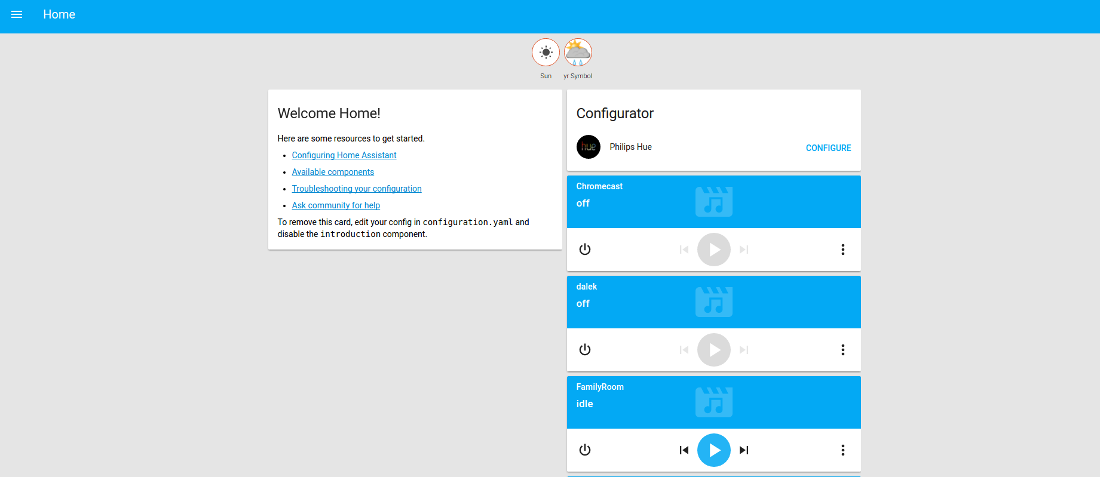 Home
Sun
yr Symbol
Welcome Home!
Here are some resources to get started.
Configuring Home Assistant
Available components
Troubleshooting your configuration
Ask community for help
To remove this card, edit your config in configuration.yaml and
disable the introduction component.
Configurator
hue
Philips Hue
CONFIGURE
Chromecast
off
dalek
off
FamilyRoom
idle